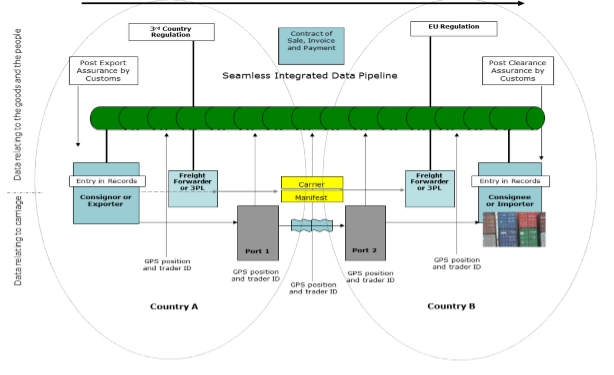 3rd Country
Regulation
Contract of
Sale, Invoice
and Payment
EU Regulation
Post Export
Assurance by
Customs
Seamless Integrated Data Pipeline
Post Clearance
Assurance by
Customs
Data relating to the goods and the people
Data relating to carriage
Entry in Records
Consignor or
Exporter
Freight
Forwarder
or 3PL
Carrier
Manifest
Freight
Forwarder
or 3PL
Entry in Records
Consignee
or Importer
Port 1
Port 2
GPS position
and trader ID
GPS position
and trader ID
GPS position
and trader ID
GPS position
and trader ID
GPS position
and trader ID
Country A
Country B